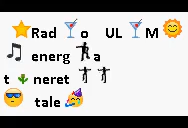 ⭐Rad🍸o UL🍸M🌞
🎵 energ🕺a
t🌵neret🕴🕴
😎 tale🥳